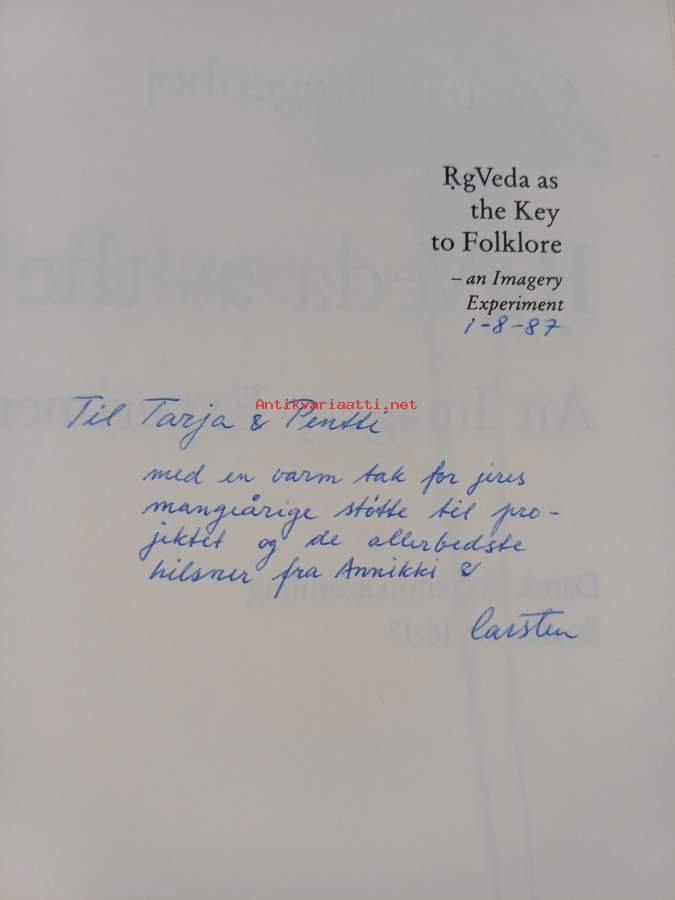 ṚgVeda as
the Key
to Folklore
– an Imagery
Experiment
1-8-87
Antikvariaatti.net
Til Tarja & Pentti
med en varm tak for jeres
mangeårige støtte til pro-
jektet og de allerbedste
hilsner fra Annikki &
Carsten